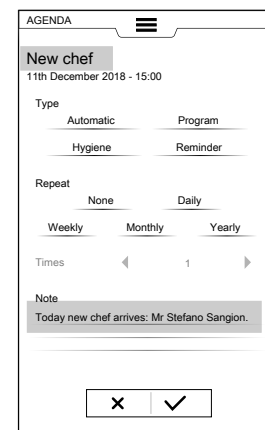 AGENDA
New chef
11th December 2018 - 15:00
Type
Automatic Program
Hygiene Reminder
Repeat
None Daily
Weekly Monthly Yearly
Times 1
Note
Today new chef arrives: Mr Stefano Sangion.